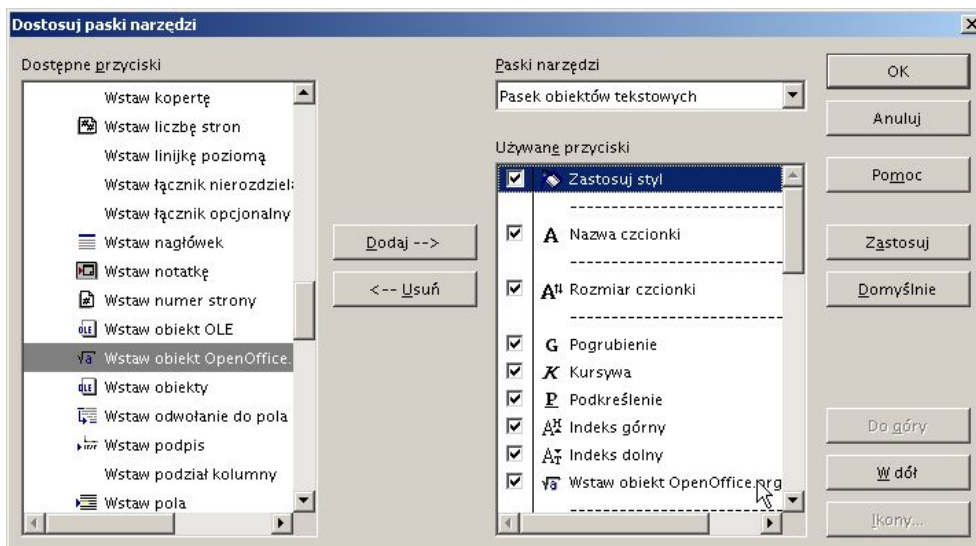 Dostosuj paski narzędzi
Dostępne przyciski
Wstaw kopertę
Wstaw liczbę stron
Wstaw linijkę poziomą
Wstaw łącznik nierozdziel
Wstaw łącznik opcjonalny
Wstaw nagłówek
Wstaw notatkę
Wstaw numer strony
Wstaw obiekt OLE
Wstaw obiekt OpenOffice.
Wstaw obiekty
Wstaw odwołanie do pola
Wstaw podpis
Wstaw podział kolumny
Wstaw pola
Dodaj -->
<-- Usuń
Paski narzędzi
Pasek obiektów tekstowych
Używane przyciski
Zastosuj styl
Nazwa czcionki
Rozmiar czcionki
Pogrubienie
Kursywa
Podkreślenie
Indeks górny
Indeks dolny
Wstaw obiekt OpenOffice.org
OK
Anuluj
Pomoc
Zastosuj
Domyślnie
Do góry
W dół
Ikony...